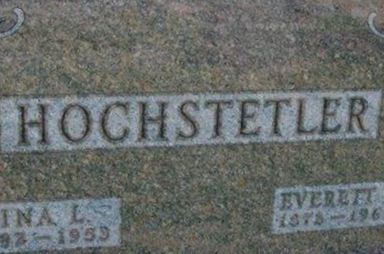 HOCHSTETLER
INA L. EVERETT
1953